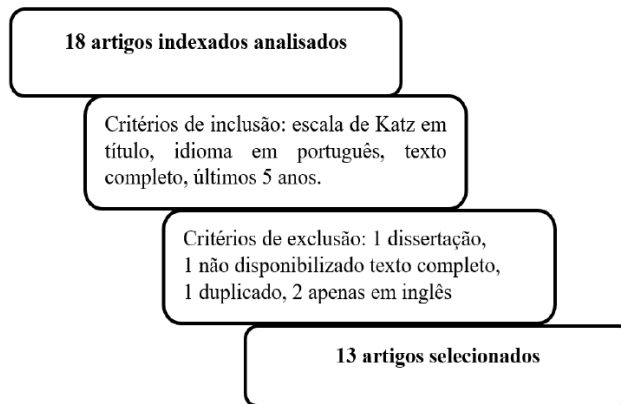 18 artigos indexados analisados
Critérios de inclusão: escala de Katz em
título, idioma em português, texto
completo, últimos 5 anos.
Critérios de exclusão: 1 dissertação,
1 não disponibilizado texto completo,
1 duplicado, 2 apenas em inglês
13 artigos selecionados